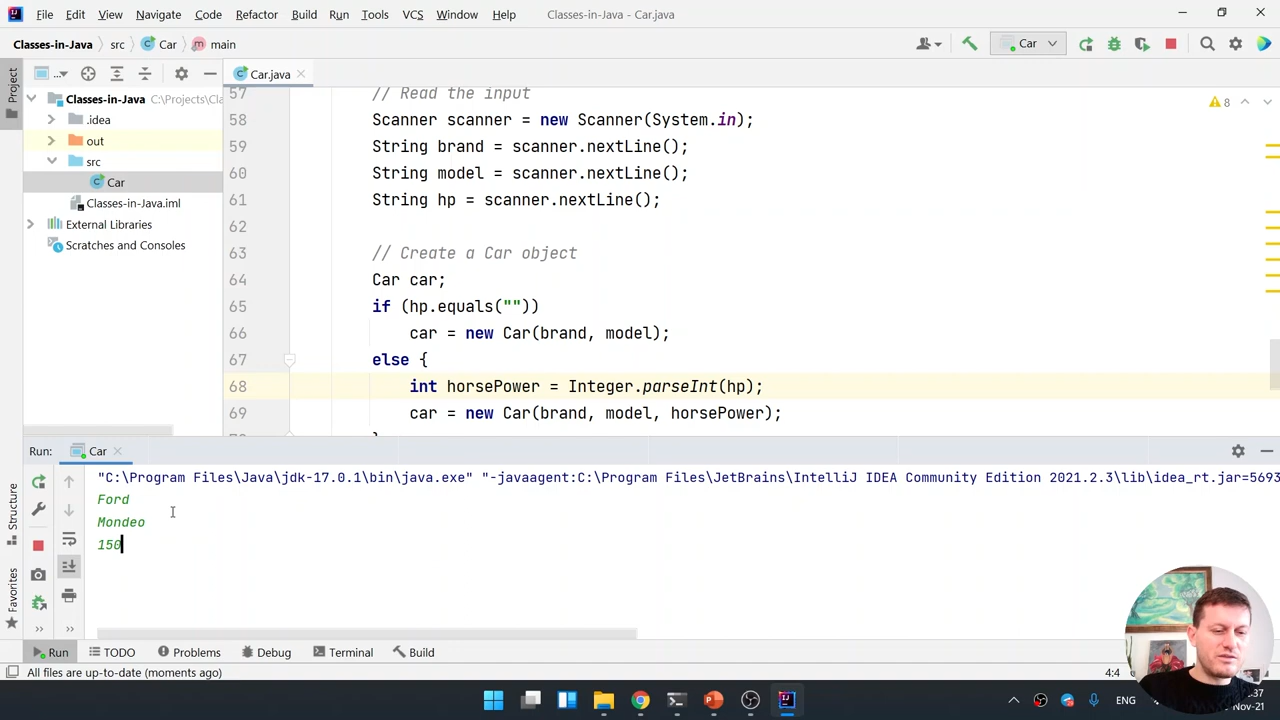 File Edit View Navigate Code Refactor Build Run Tools VCS Window Help Classes-in-Java - Car.java
Classes-in-Java src Car main Car
Project
... Car.java
Classes-in-Java C:\Projects\Cla
.idea
out
src
Car
Classes-in-Java.iml
External Libraries
Scratches and Consoles
8
57 // Read the input
58 Scanner scanner = new Scanner(System.in);
59 String brand = scanner.nextLine();
60 String model = scanner.nextLine();
61 String hp = scanner.nextLine();
62
63 // Create a Car object
64 Car car;
65 if (hp.equals(""))
66 car = new Car(brand, model);
67 else {
68 int horsePower = Integer.parseInt(hp);
69 car = new Car(brand, model, horsePower);
}
Run: Car
"C:\Program Files\Java\jdk-17.0.1\bin\java.exe" "-javaagent:C:\Program Files\JetBrains\IntelliJ IDEA Community Edition 2021.2.3\lib\idea_rt.jar=5693
Ford
Mondeo
150
Structure
Favorites
Run TODO Problems Debug Terminal Build
All files are up-to-date (moments ago) 4:4
ENG
:37
-Nov-21